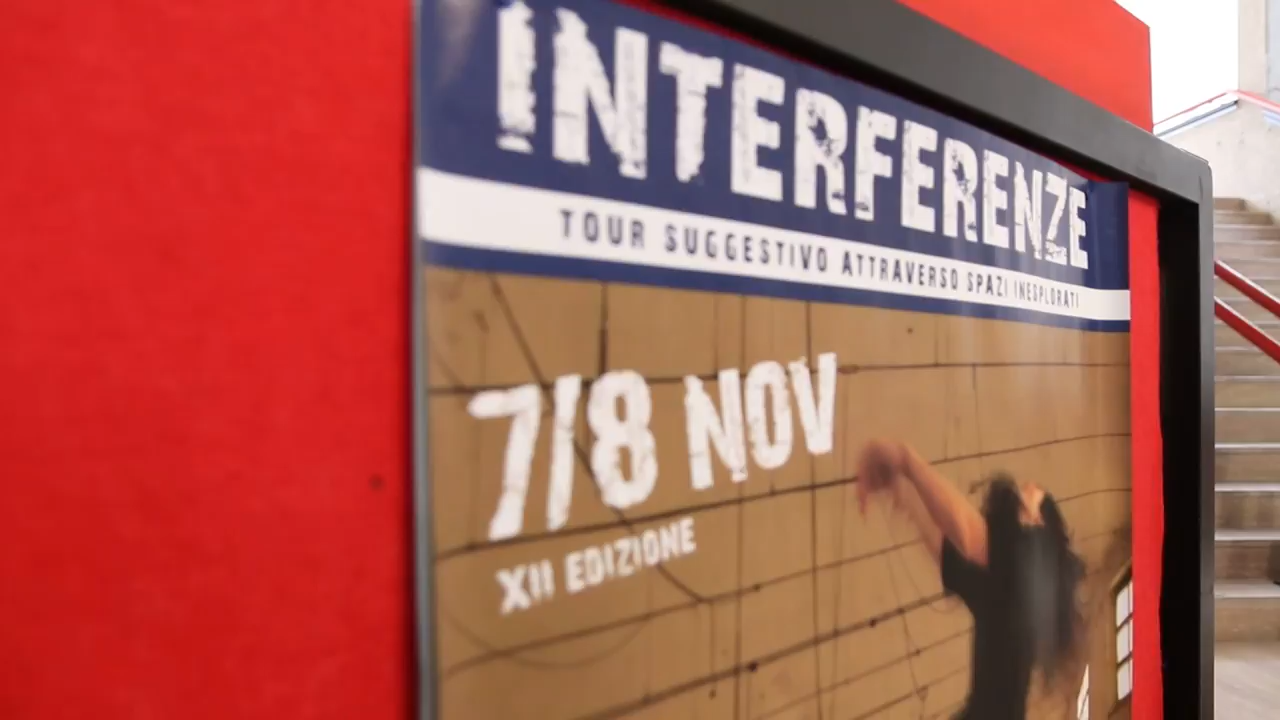 INTERFERENZE
TOUR SUGGESTIVO ATTRAVERSO SPAZI INESPLORATI
7/8 NOV
XII EDIZIONE